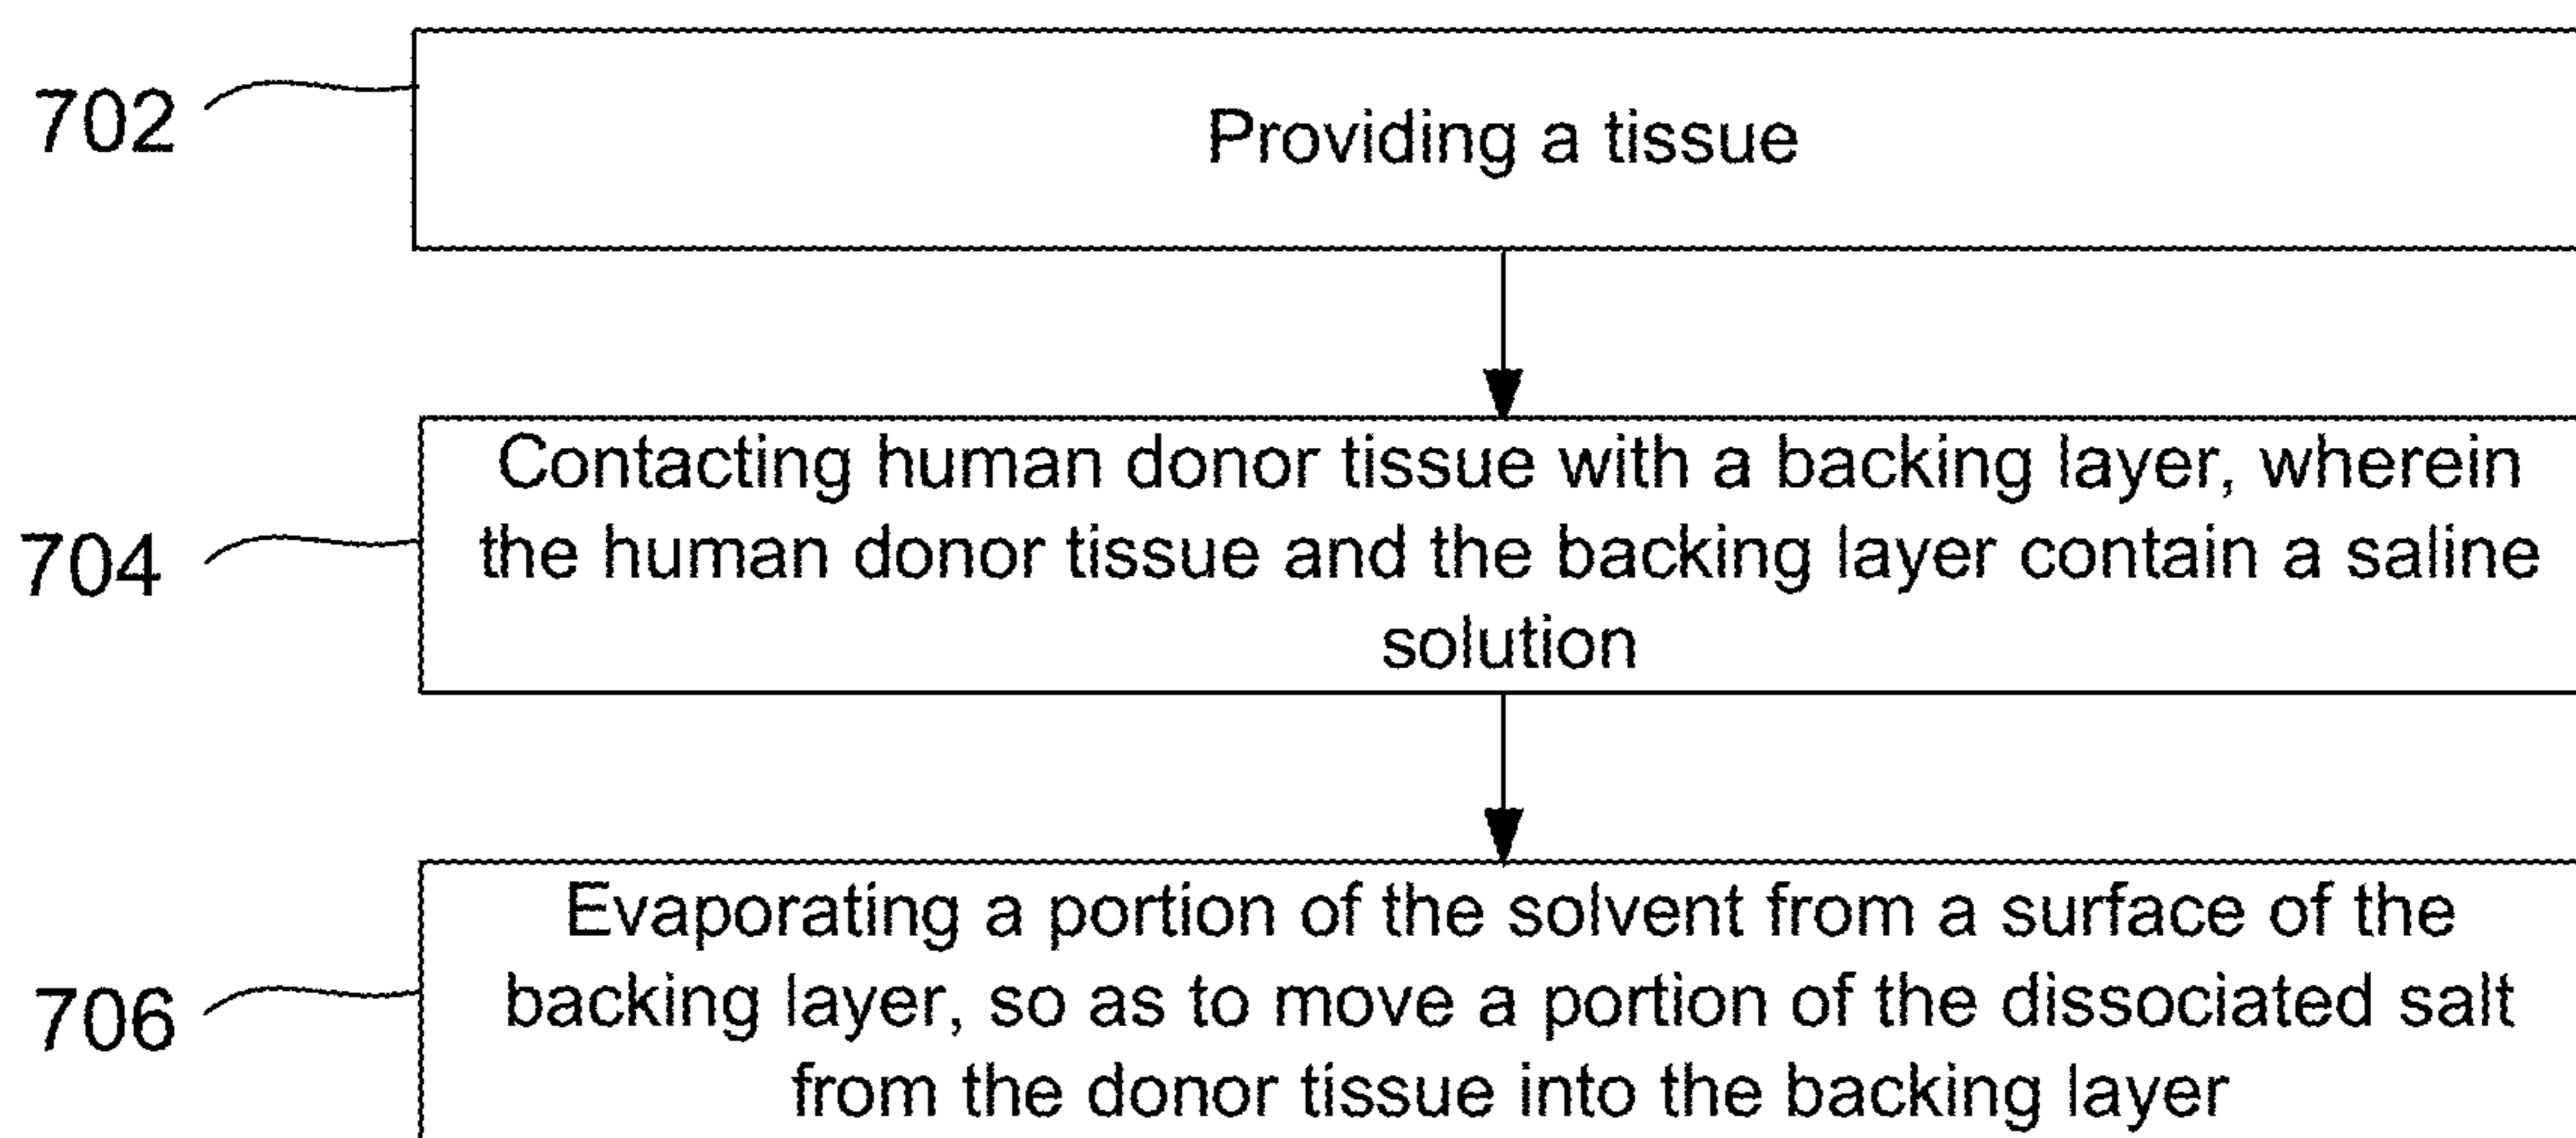 702
Providing a tissue
704
Contacting human donor tissue with a backing layer, wherein
the human donor tissue and the backing layer contain a saline
solution
706
Evaporating a portion of the solvent from a surface of the
backing layer, so as to move a portion of the dissociated salt
from the donor tissue into the backing layer